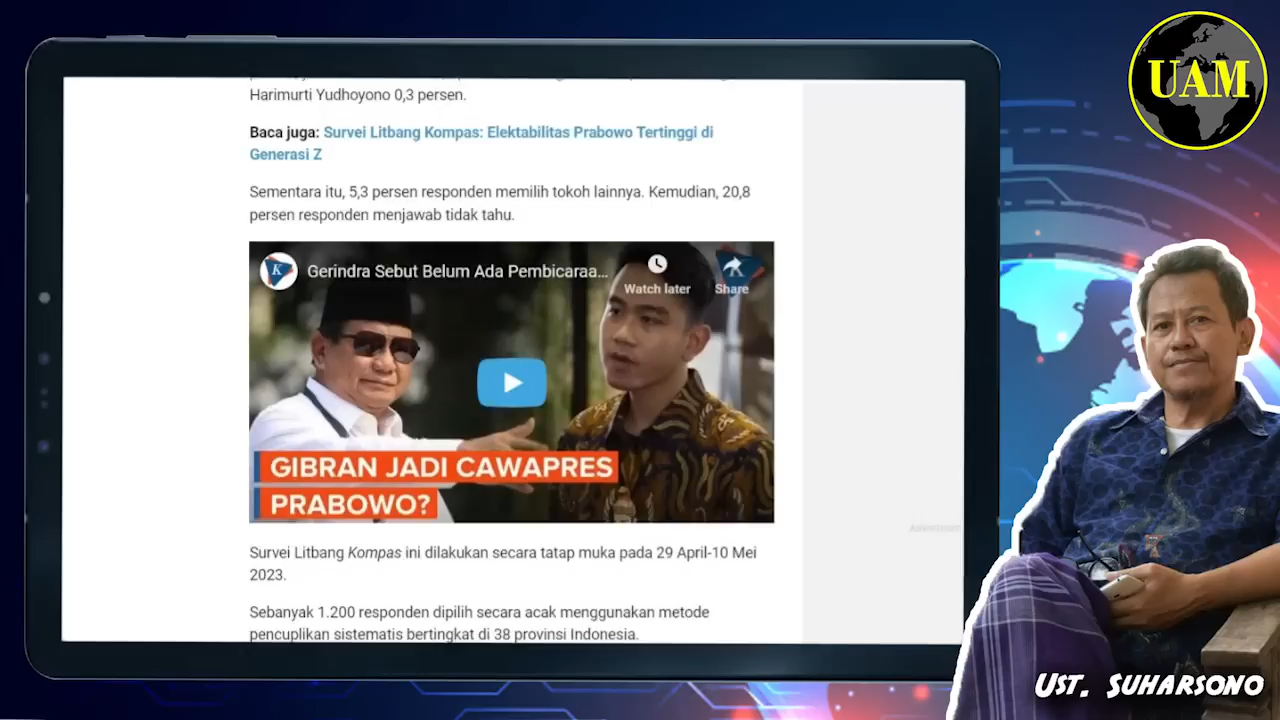 Harimurti Yudhoyono 0,3 persen.
Baca juga: Survei Litbang Kompas: Elektabilitas Prabowo Tertinggi di
Generasi Z
Sementara itu, 5,3 persen responden memilih tokoh lainnya. Kemudian, 20,8
persen responden menjawab tidak tahu.
K
Gerindra Sebut Belum Ada Pembicaraa...
Watch later
Share
GIBRAN JADI CAWAPRES
PRABOWO?
Survei Litbang Kompas ini dilakukan secara tatap muka pada 29 April-10 Mei
2023.
Sebanyak 1.200 responden dipilih secara acak menggunakan metode
pencuplikan sistematis bertingkat di 38 provinsi Indonesia.
UAM
UST. SUHARSONO